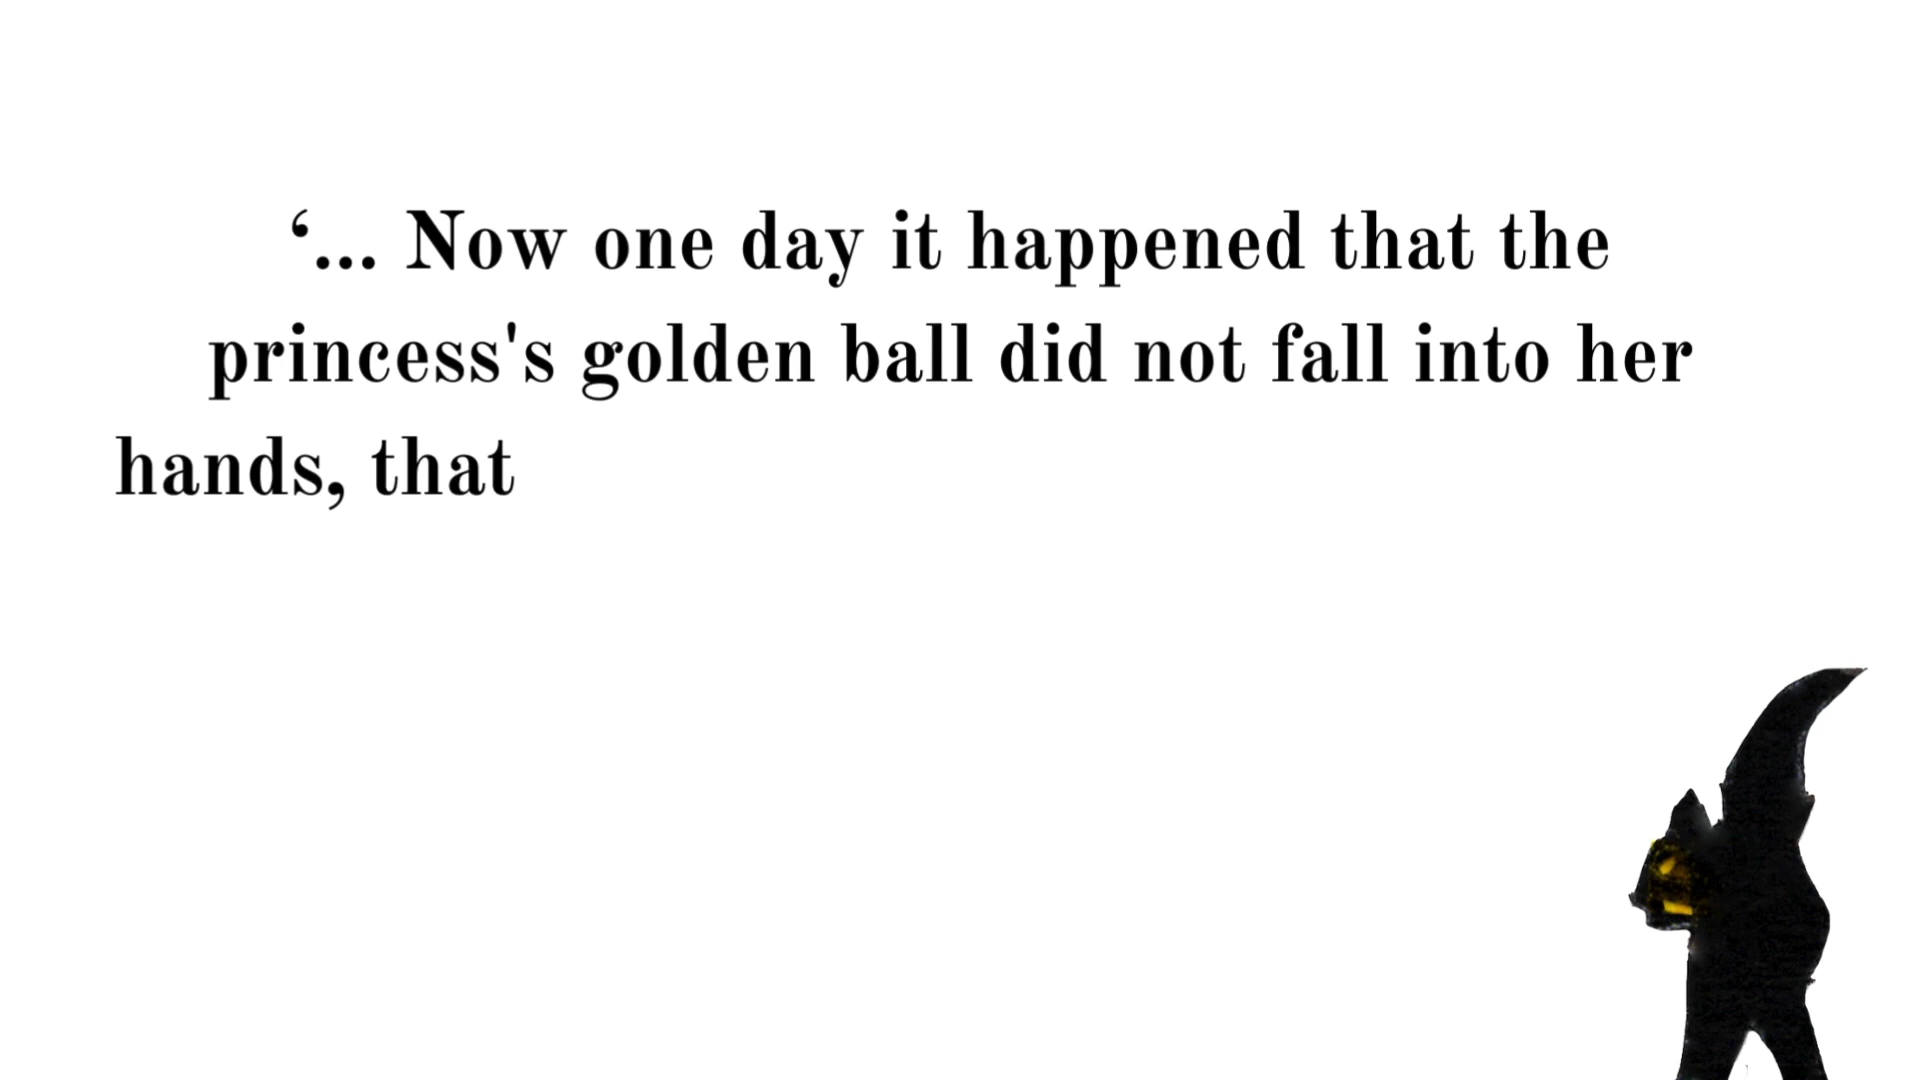 ‘... Now one day it happened that the
princess's golden ball did not fall into her
hands, that